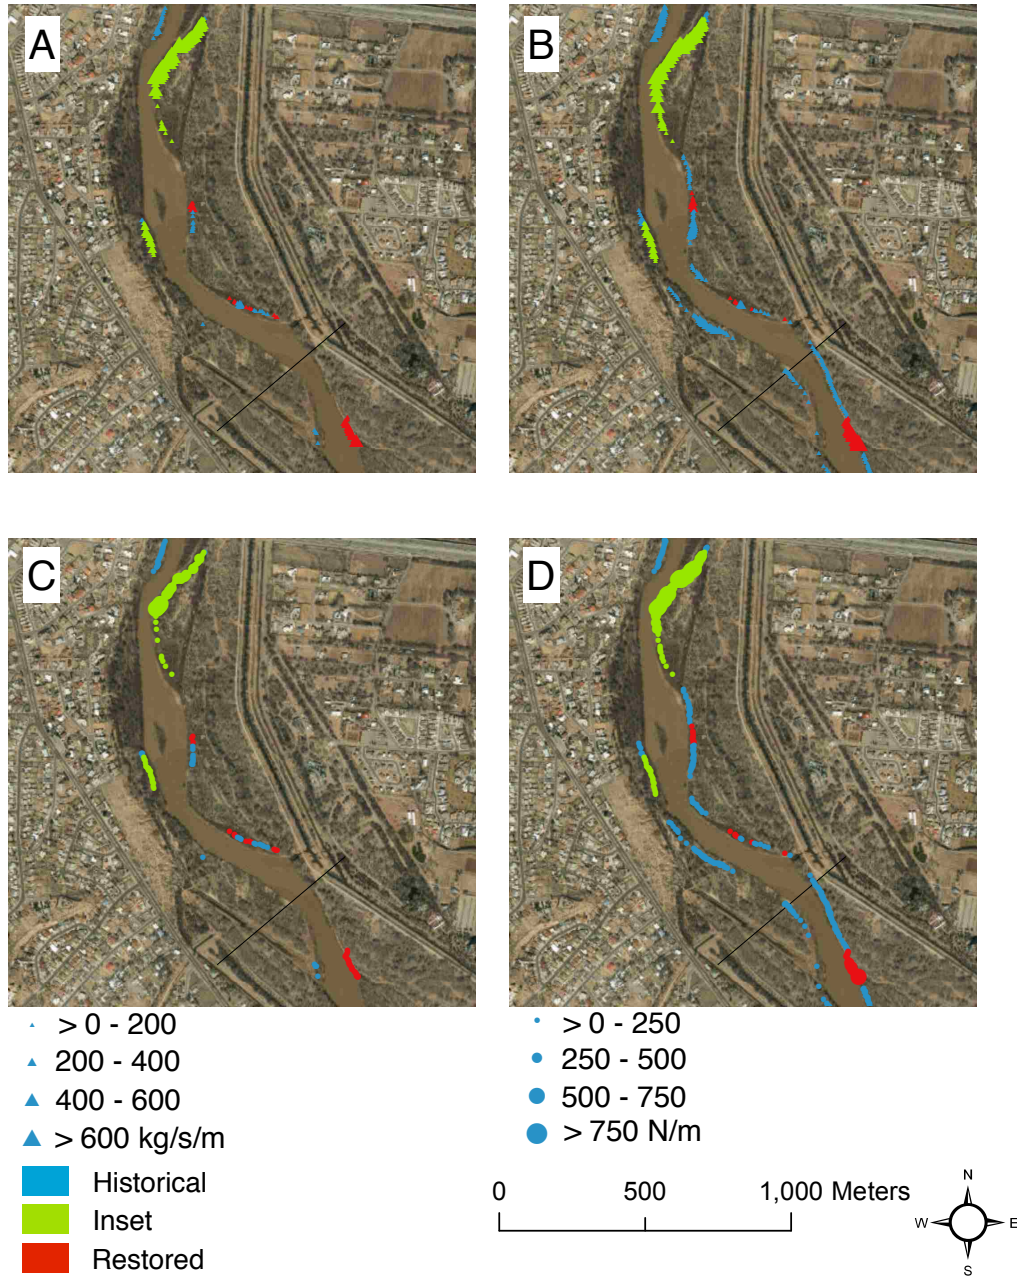 A
B
C
D
> 0 - 200
200 - 400
400 - 600
> 600 kg/s/m
> 0 - 250
250 - 500
500 - 750
> 750 N/m
Historical
Inset
Restored
0 500 1,000 Meters
N
W E
S